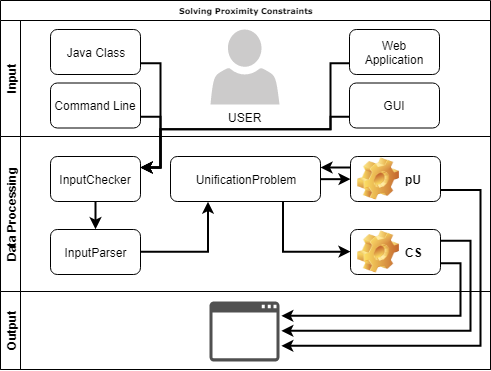 Solving Proximity Constraints
Input
Java Class
Command Line
USER
Web
Application
GUI
Data Processing
InputChecker
UnificationProblem
pU
InputParser
CS
Output